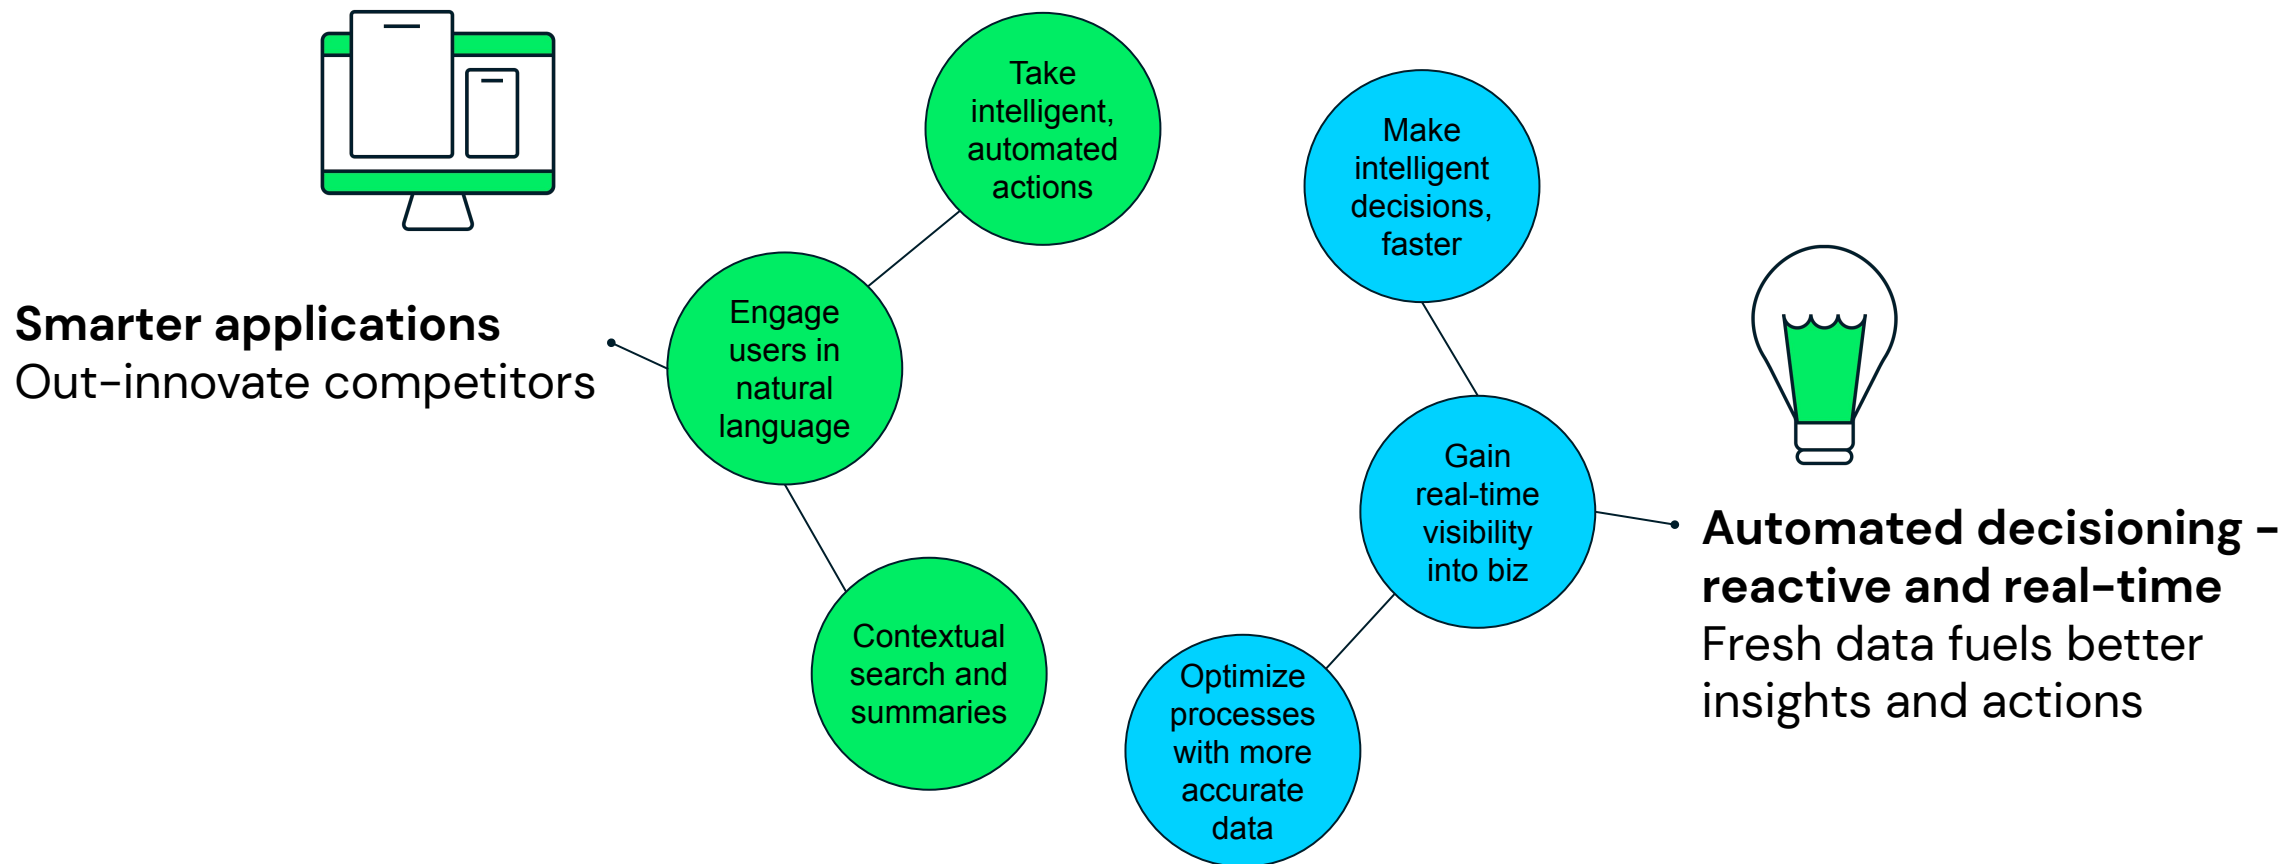 Smarter applications
Out-innovate competitors
Take
intelligent,
automated
actions
Engage
users in
natural
language
Contextual
search and
summaries
Make
intelligent
decisions,
faster
Gain
real-time
visibility
into biz
Optimize
processes
with more
accurate
data
Automated decisioning -
reactive and real-time
Fresh data fuels better
insights and actions